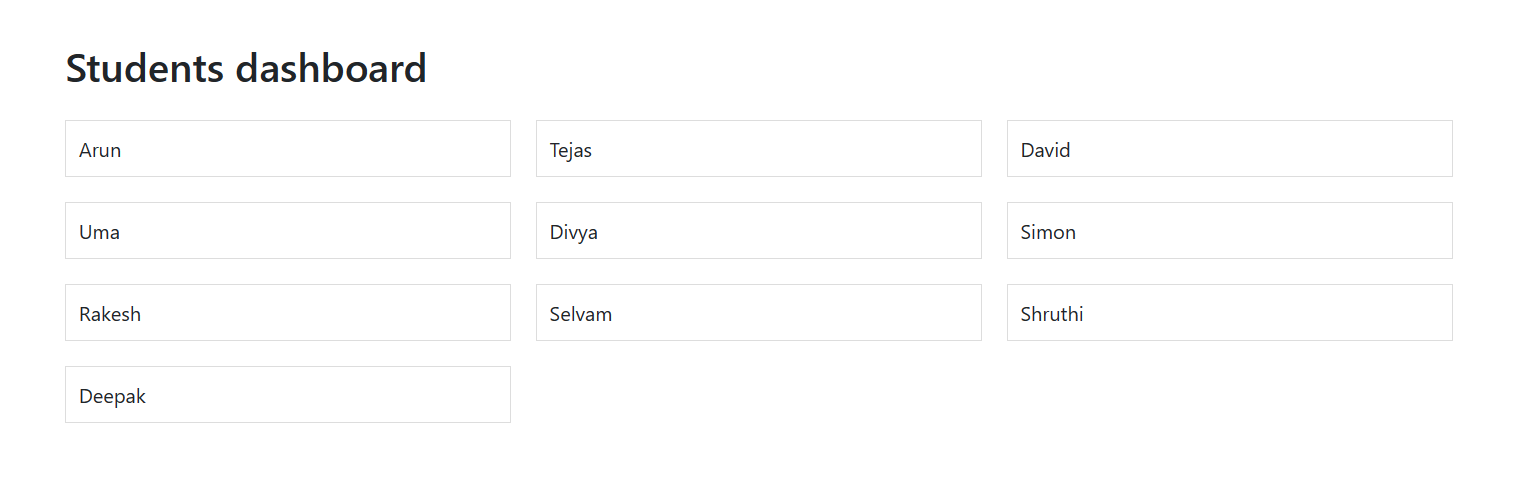 Students dashboard
Arun Tejas David
Uma Divya Simon
Rakesh Selvam Shruthi
Deepak